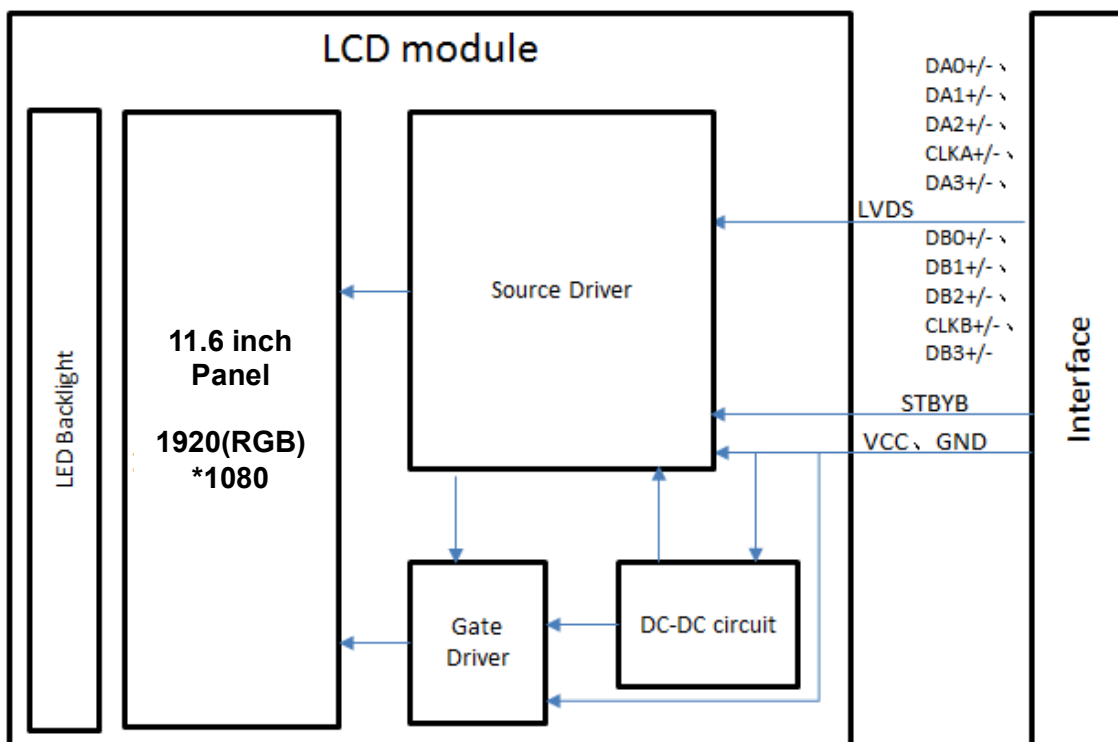 LCD module
LED Backlight
11.6 inch
Panel
1920(RGB)
*1080
Source Driver
Gate
Driver
DC-DC circuit
DA0+/-、
DA1+/-、
DA2+/-、
CLKA+/-、
DA3+/-、
LVDS
DB0+/-、
DB1+/-、
DB2+/-、
CLKB+/-、
DB3+/-
STBYB
VCC、GND
Interface